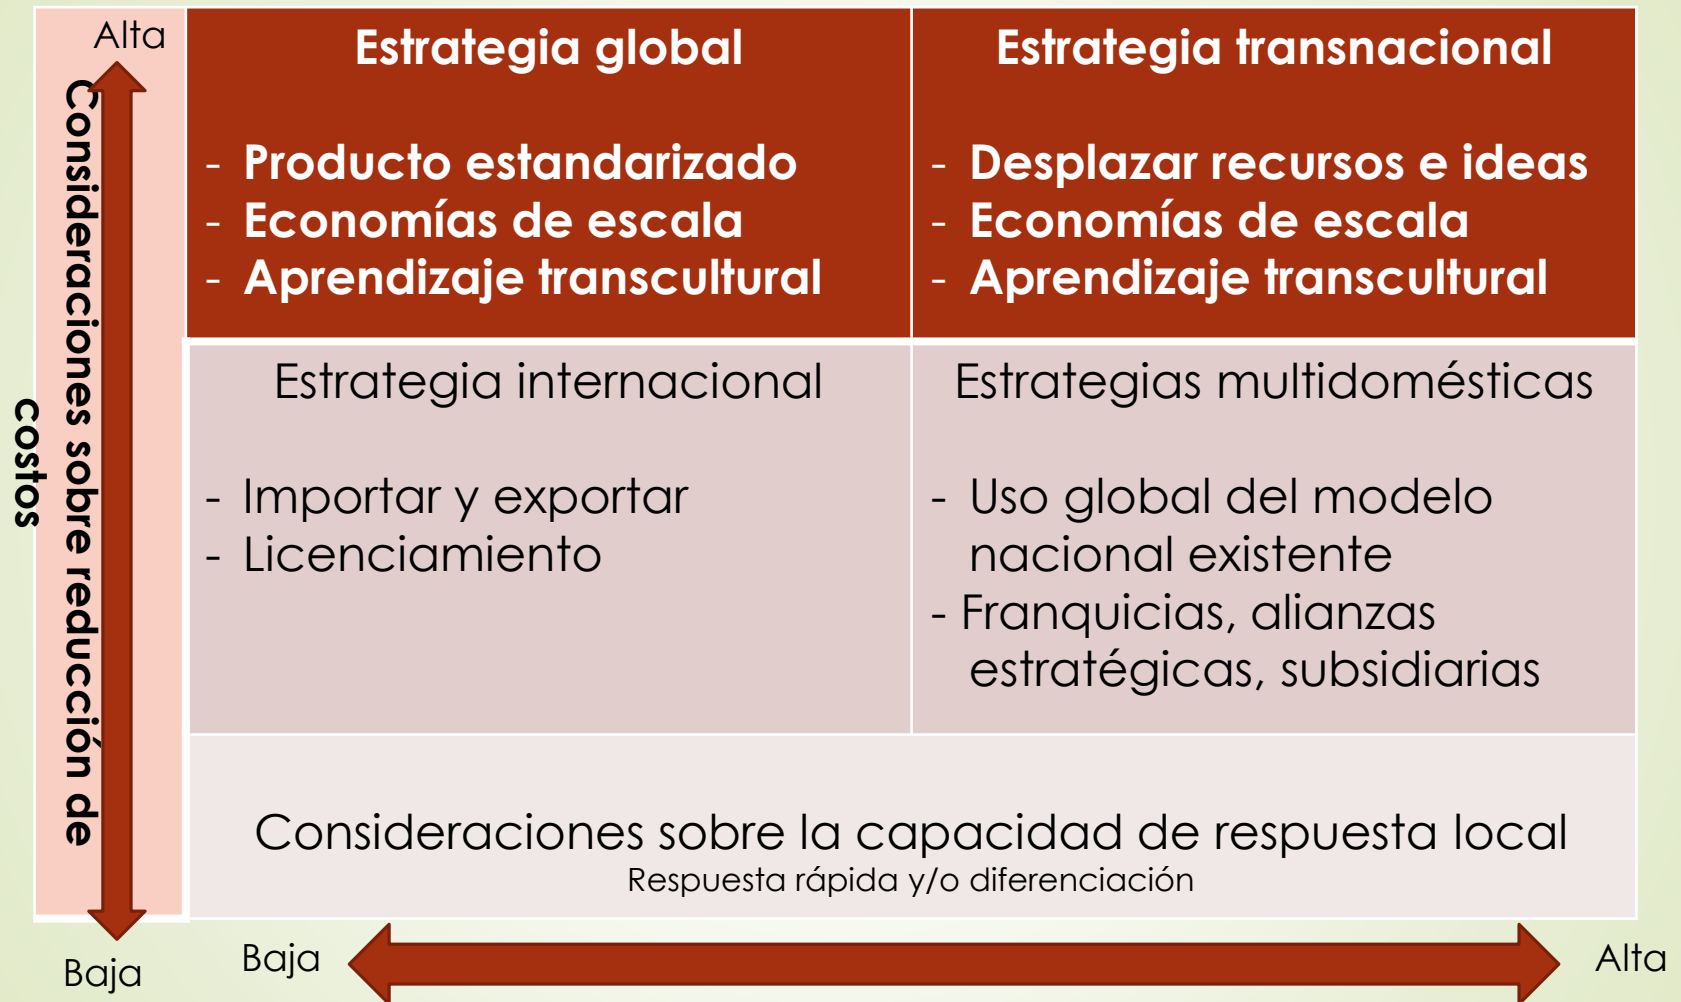 Alta
Consideraciones sobre reducción de
costos
Baja
Estrategia global
- Producto estandarizado
- Economías de escala
- Aprendizaje transcultural
Estrategia transnacional
- Desplazar recursos e ideas
- Economías de escala
- Aprendizaje transcultural
Estrategia internacional
- Importar y exportar
- Licenciamiento
Estrategias multidomésticas
- Uso global del modelo
nacional existente
- Franquicias, alianzas
estratégicas, subsidiarias
Consideraciones sobre la capacidad de respuesta local
Respuesta rápida y/o diferenciación
Baja
Alta